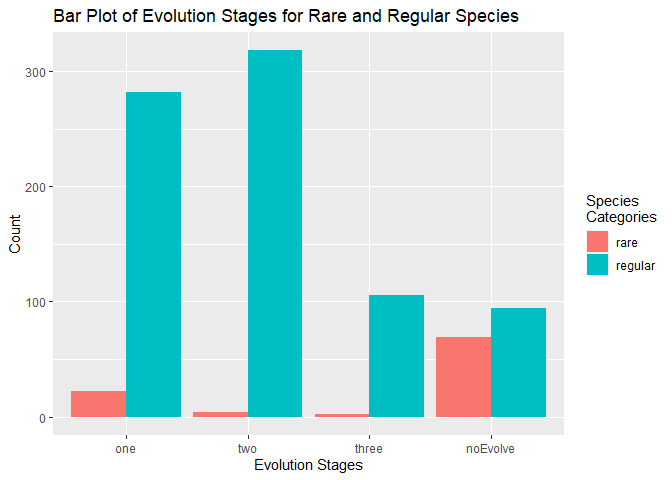 Bar Plot of Evolution Stages for Rare and Regular Species
300
200
100
0
Count
one two three noEvolve
Evolution Stages
Species
Categories
rare
regular